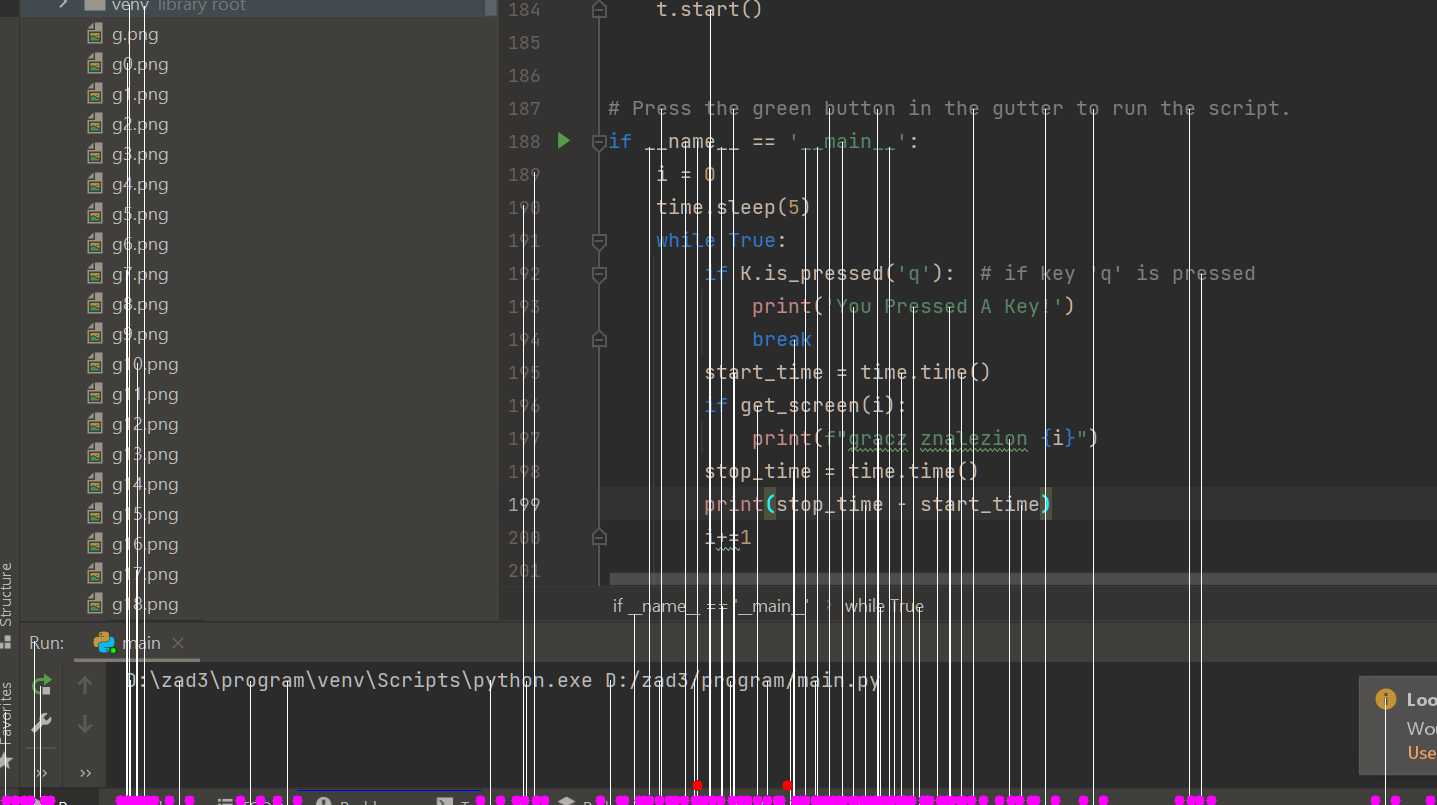 venv library root
g.png
g0.png
g1.png
g2.png
g3.png
g4.png
g5.png
g6.png
g7.png
g8.png
g9.png
g10.png
g11.png
g12.png
g13.png
g14.png
g15.png
g16.png
g17.png
g18.png
Structure
Favorites
184 t.start()
185
186
187 # Press the green button in the gutter to run the script.
188 if __name__ == '__main__':
189 i = 0
190 time.sleep(5)
191 while True:
192 if K.is_pressed('q'): # if key 'q' is pressed
193 print('You Pressed A Key!')
194 break
195 start_time = time.time()
196 if get_screen(i):
197 print(f"gracz znalezion {i}")
198 stop_time = time.time()
199 print(stop_time - start_time)
200 i+=1
201
if __name__ == '__main__' › while True
Run: main
D:\zad3\program\venv\Scripts\python.exe D:/zad3/program/main.py
Loo
Wou
Use